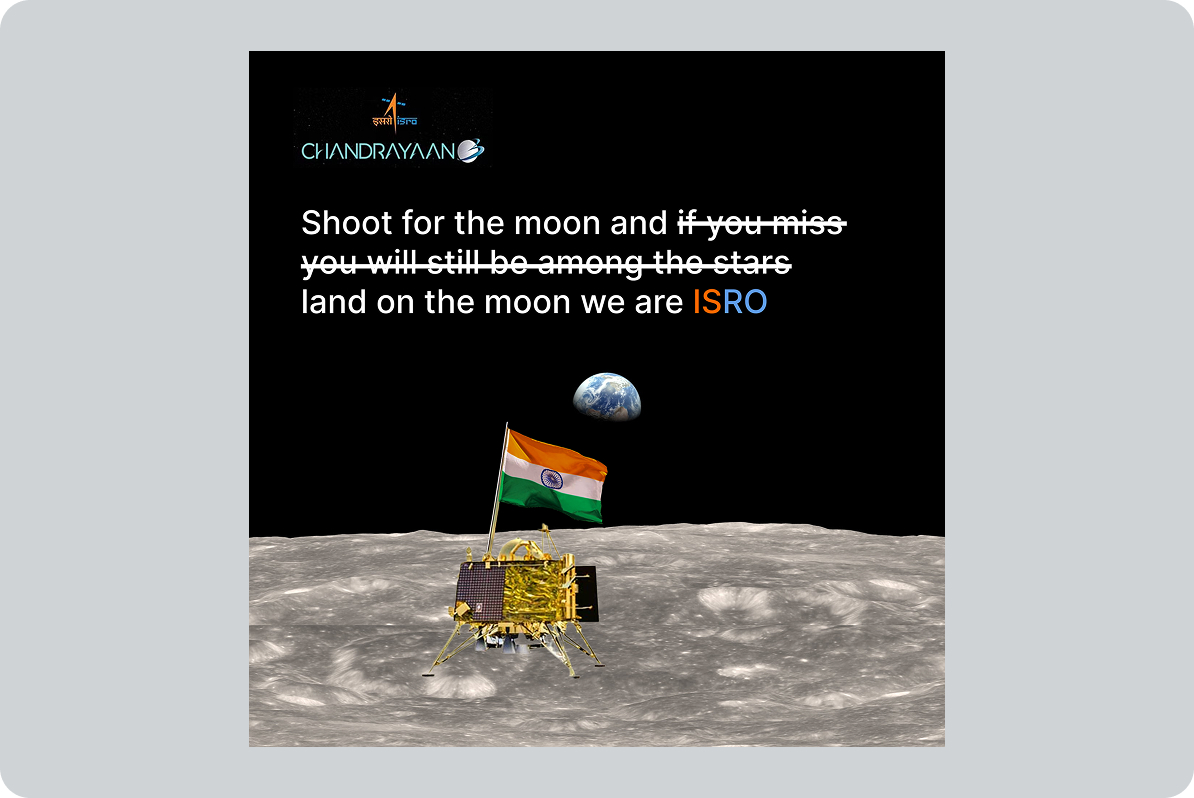 इसरो isro
CHANDRAYAAN 3
Shoot for the moon and if you miss
you will still be among the stars
land on the moon we are ISRO